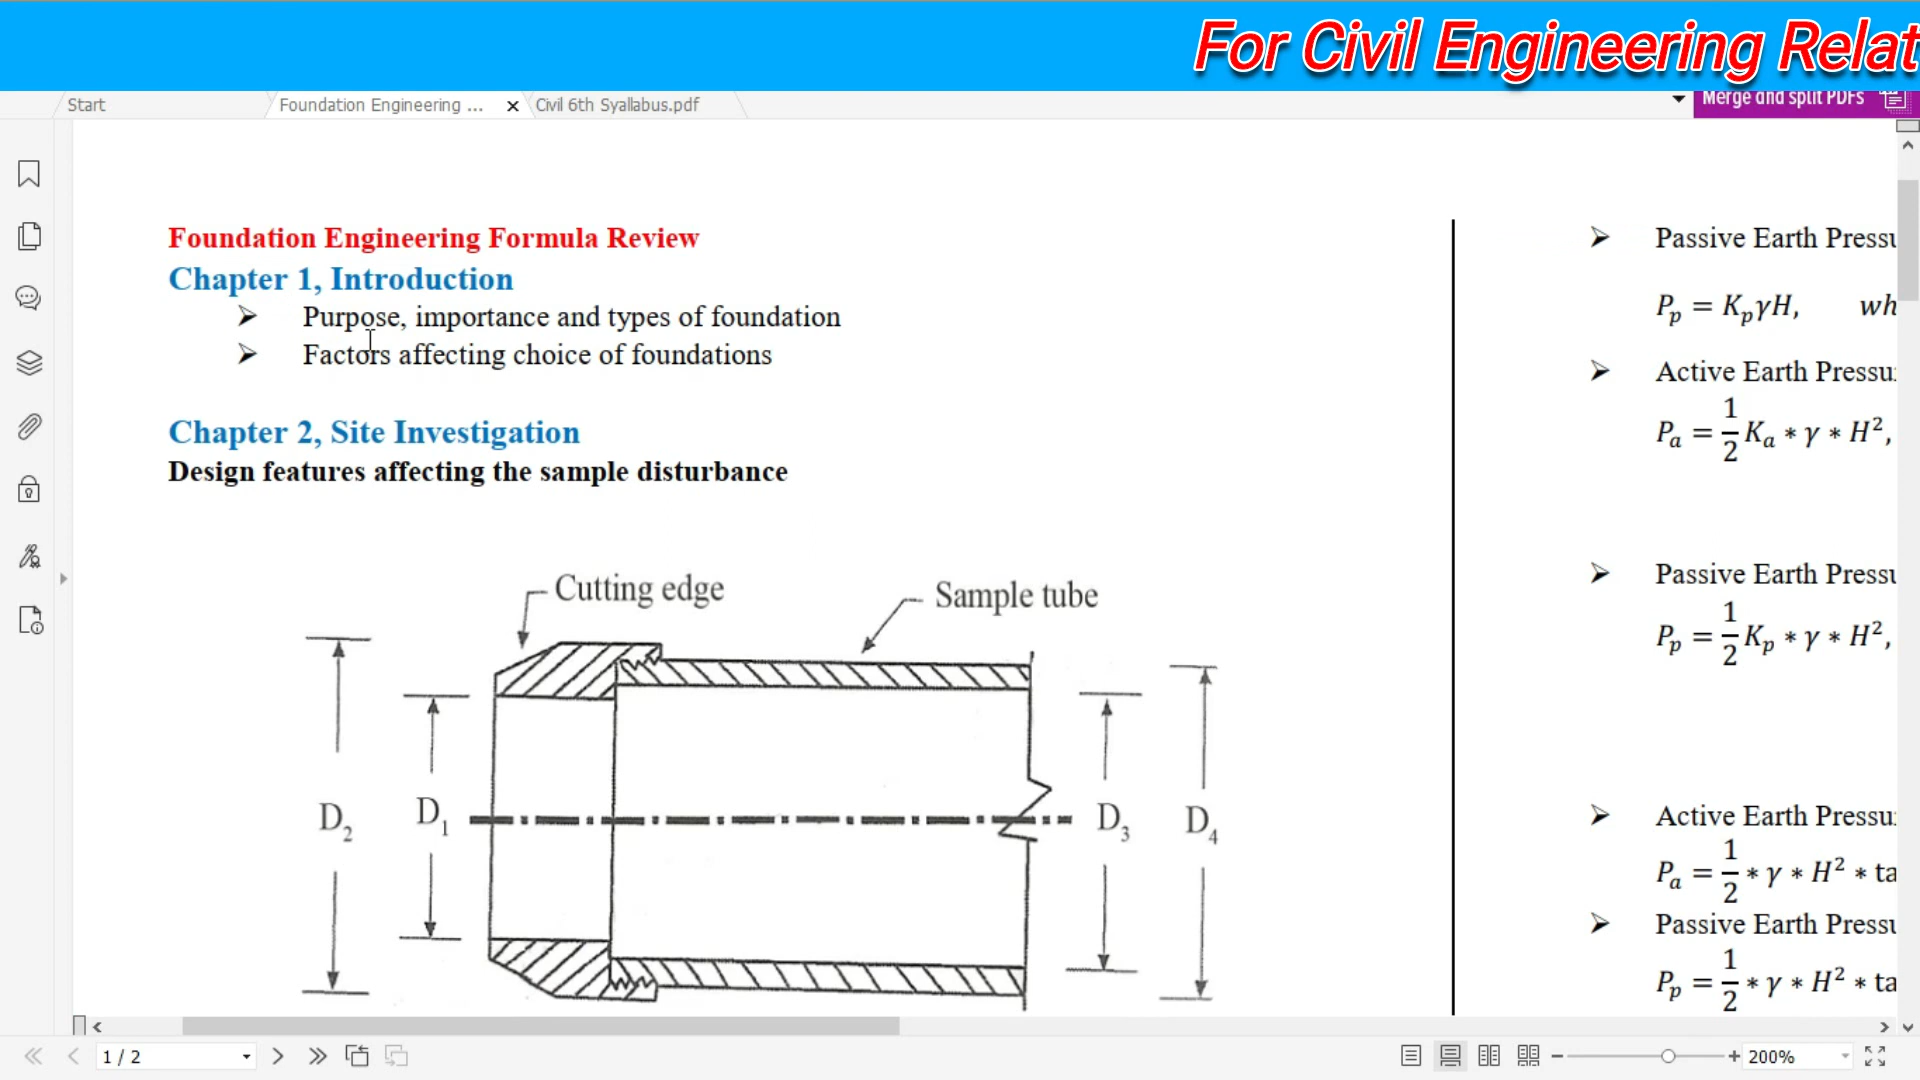 For Civil Engineering Relat
Start
Foundation Engineering ...
Civil 6th Syallabus.pdf
Merge and split PDFs
Foundation Engineering Formula Review
Chapter 1, Introduction
➢ Purpose, importance and types of foundation
➢ Factors affecting choice of foundations
Chapter 2, Site Investigation
Design features affecting the sample disturbance
Cutting edge
Sample tube
D₂
D₁
D₃
D₄
➢ Passive Earth Pressu
Pₚ = KₚγH, wh
➢ Active Earth Pressu
Pₐ = 1/2 Kₐ * γ * H²,
➢ Passive Earth Pressu
Pₚ = 1/2 Kₚ * γ * H²,
➢ Active Earth Pressu
Pₐ = 1/2 * γ * H² * ta
➢ Passive Earth Pressu
Pₚ = 1/2 * γ * H² * ta
1 / 2
200%